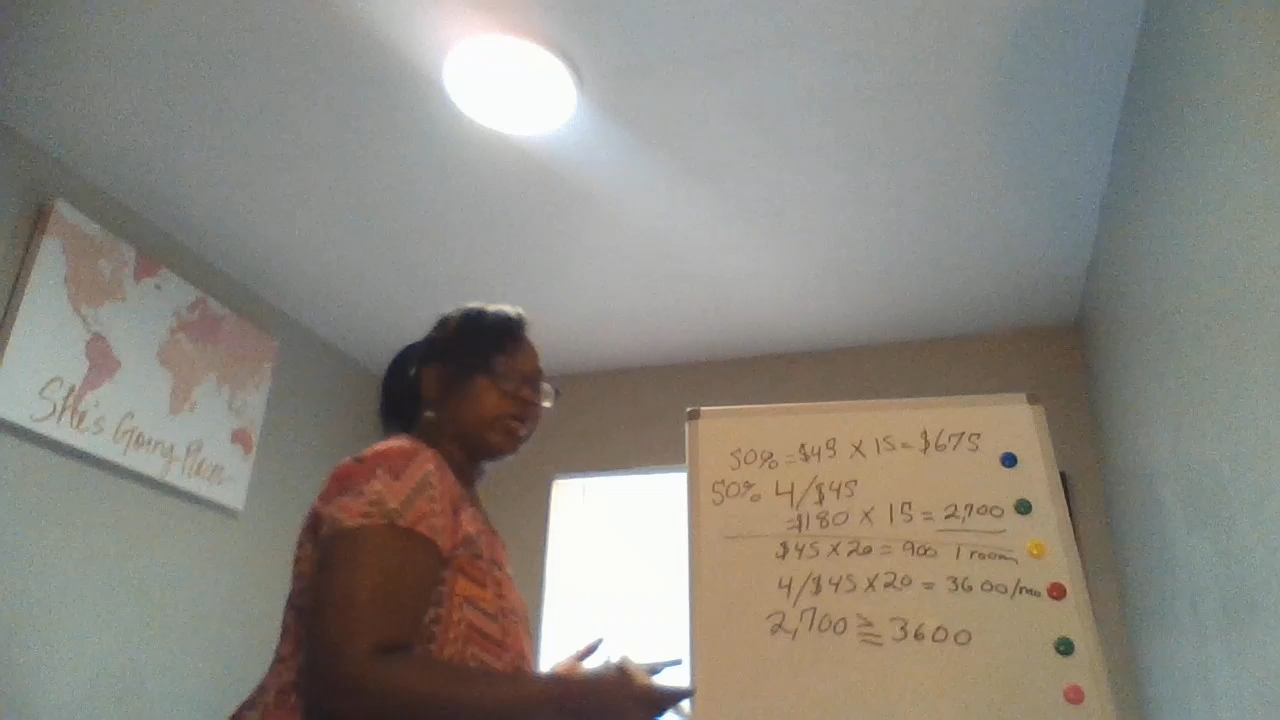 She's Going Places
50% = $45 X 15 = $675
50% 4/$45
= $180 X 15 = 2,700
$45 X 20 = 900 1 room
4/$45 X 20 = 3600/mo
2,700 ≧ 3600